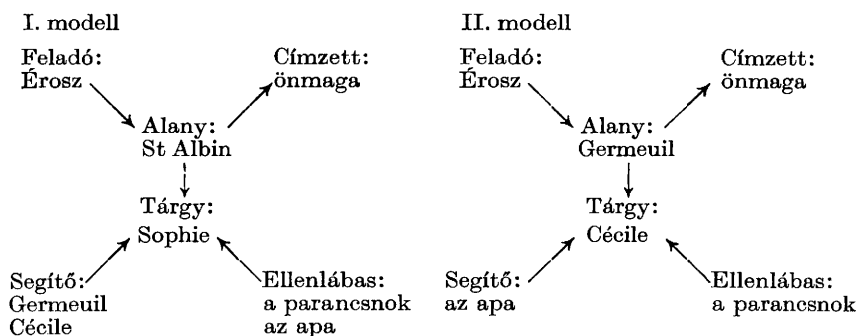 I. modell
Feladó:
Érosz
Címzett:
önmaga
Alany:
St Albin
Tárgy:
Sophie
Segítő:
Germeuil
Cécile
Ellenlábas:
a parancsnok
az apa
II. modell
Feladó:
Érosz
Címzett:
önmaga
Alany:
Germeuil
Tárgy:
Cécile
Segítő:
az apa
Ellenlábas:
a parancsnok